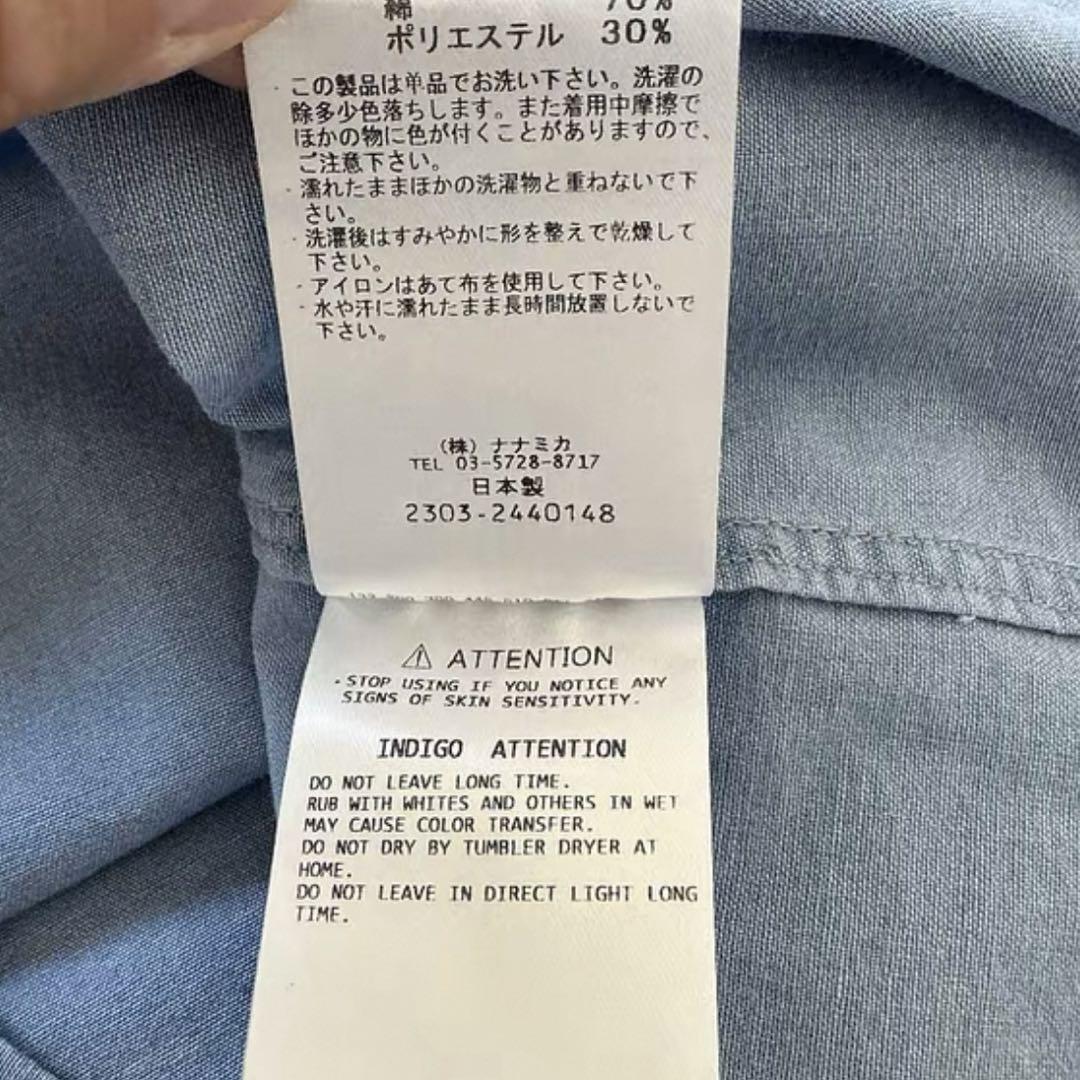 綿 70%
ポリエステル 30%
・この製品は単品でお洗い下さい。洗濯の
除多少色落ちします。また着用中摩擦で
ほかの物に色が付くことがありますので、
ご注意下さい。
・濡れたままほかの洗濯物と重ねないで下
さい。
・洗濯後はすみやかに形を整えて乾燥して
下さい。
・アイロンはあて布を使用して下さい。
・水や汗に濡れたまま長時間放置しないで
下さい。
(株) ナナミカ
TEL 03-5728-8717
日本製
2303-2440148
⚠ ATTENTION
・STOP USING IF YOU NOTICE ANY
SIGNS OF SKIN SENSITIVITY.
INDIGO ATTENTION
DO NOT LEAVE LONG TIME.
RUB WITH WHITES AND OTHERS IN WET
MAY CAUSE COLOR TRANSFER.
DO NOT DRY BY TUMBLER DRYER AT
HOME.
DO NOT LEAVE IN DIRECT LIGHT LONG
TIME.